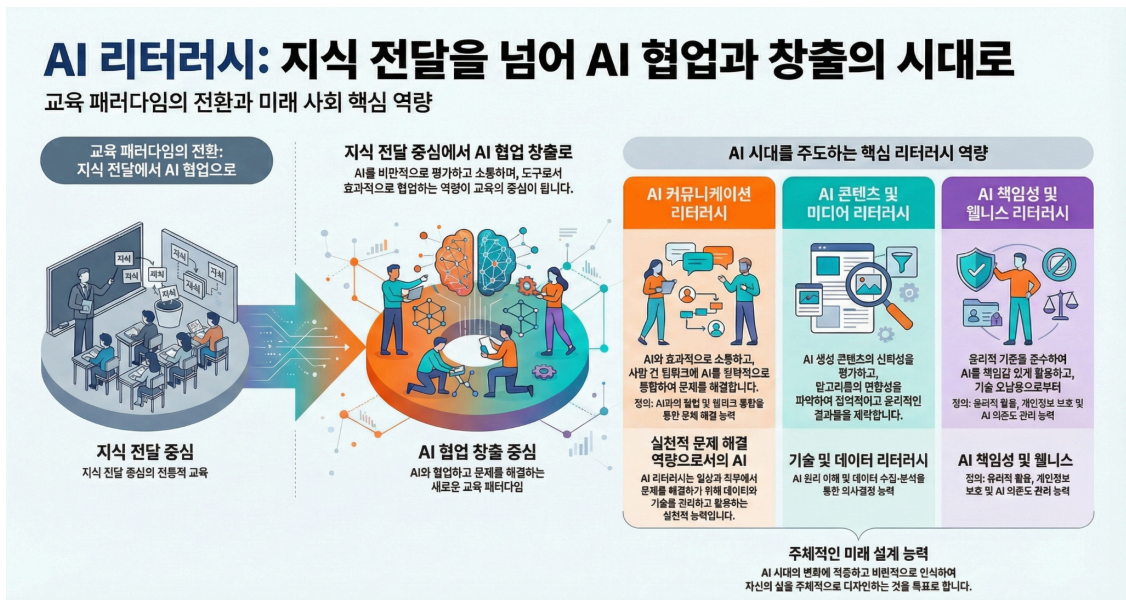 AI 리터러시: 지식 전달을 넘어 AI 협업과 창출의 시대로
교육 패러다임의 전환과 미래 사회 핵심 역량
교육 패러다임의 전환:
지식 전달에서 AI 협업으로
지식
지식
지식
지식
지식
지식 전달 중심
지식 전달 중심의 전통적 교육
지식 전달 중심에서 AI 협업 창출로
AI를 비만적으로 평가하고 소통하며, 도구로서
효과적으로 협업하는 역량이 교육의 중심이 됩니다.
AI 협업 창출 중심
AI와 협업하고 문제를 해결하는
새로운 교육 패터다임
AI 시대를 주도하는 핵심 리터러시 역량
AI 커뮤니케이션
리터러시
AI와 효과적으로 소통하고,
사람 건 팀튀크에 AI를 전략적으로
통합하여 문제를 해결합니다.
정의: AI과의 협업 및 통합을
통한 문제 해결 능력
실천적 문제 해결
역량으로서의 AI
AI 리터러시는 일상과 직무에서
문제를 해결하기 위해 데이터와
기술를 관리하고 활용하는
실천적 능력입니다.
AI 콘텐츠 및
미디어 리터러시
AI 생성 콘텐츠의 신틱성을
평가하고,
알고리름의 면향성을
파악하여 집억적이고 윤리적인
결과물을 제작합니다.
기술 및 데이터 리터러시
AI 원리 이해 및 데이터 수집·분석을
통한 의사결정 능력
AI 책임성 및
웰니스 리터러시
윤리적 기준을 준수하여
AI를 책임감 있게 활용하고,
기술 오남용으로부터
정의: 윤리적 활용, 개인정보 보호 및
AI 의존도 관리 능력
AI 책임성 및 웰니스
정의: 유러적 활율, 개인정보
보호 및 AI 의존도 관리 능력
주체적인 미래 설계 능력
AI 시대의 변화에 적응하고 비판적으로 인식하여
자신의 실을 주체적으로 디자인하는 것을 특표로 합니다.